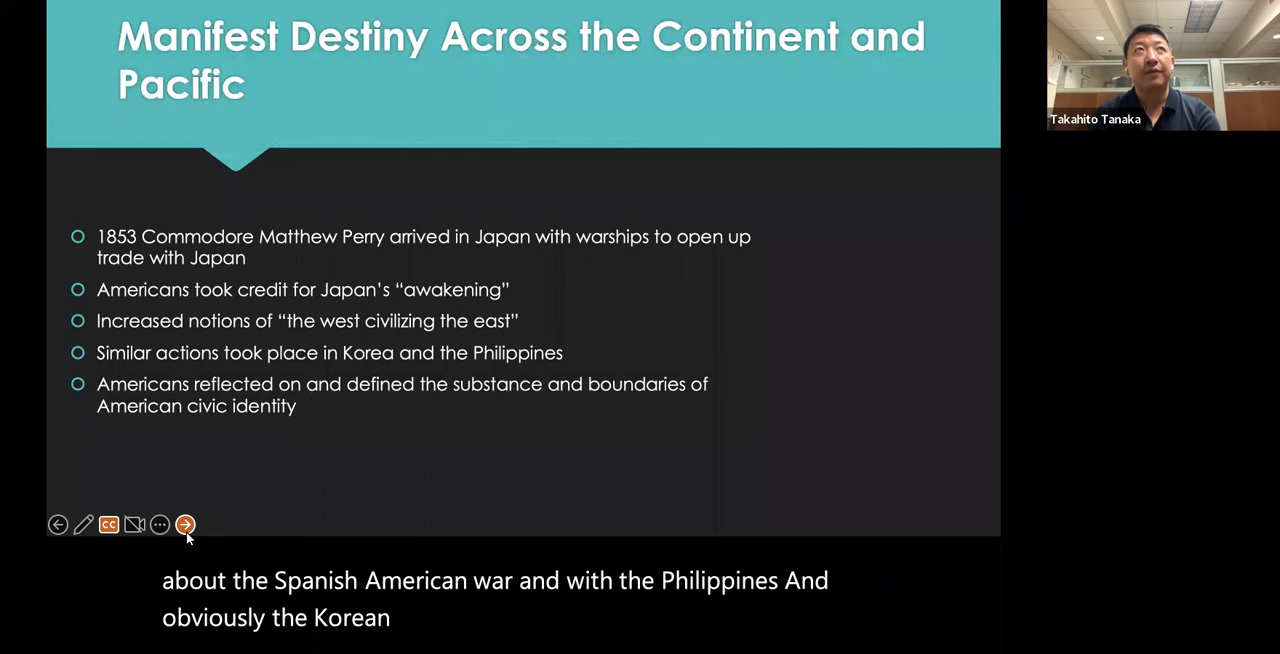 Manifest Destiny Across the Continent and
Pacific
Takahito Tanaka
1853 Commodore Matthew Perry arrived in Japan with warships to open up
trade with Japan
Americans took credit for Japan's “awakening”
Increased notions of “the west civilizing the east”
Similar actions took place in Korea and the Philippines
Americans reflected on and defined the substance and boundaries of
American civic identity
CC
about the Spanish American war and with the Philippines And
obviously the Korean